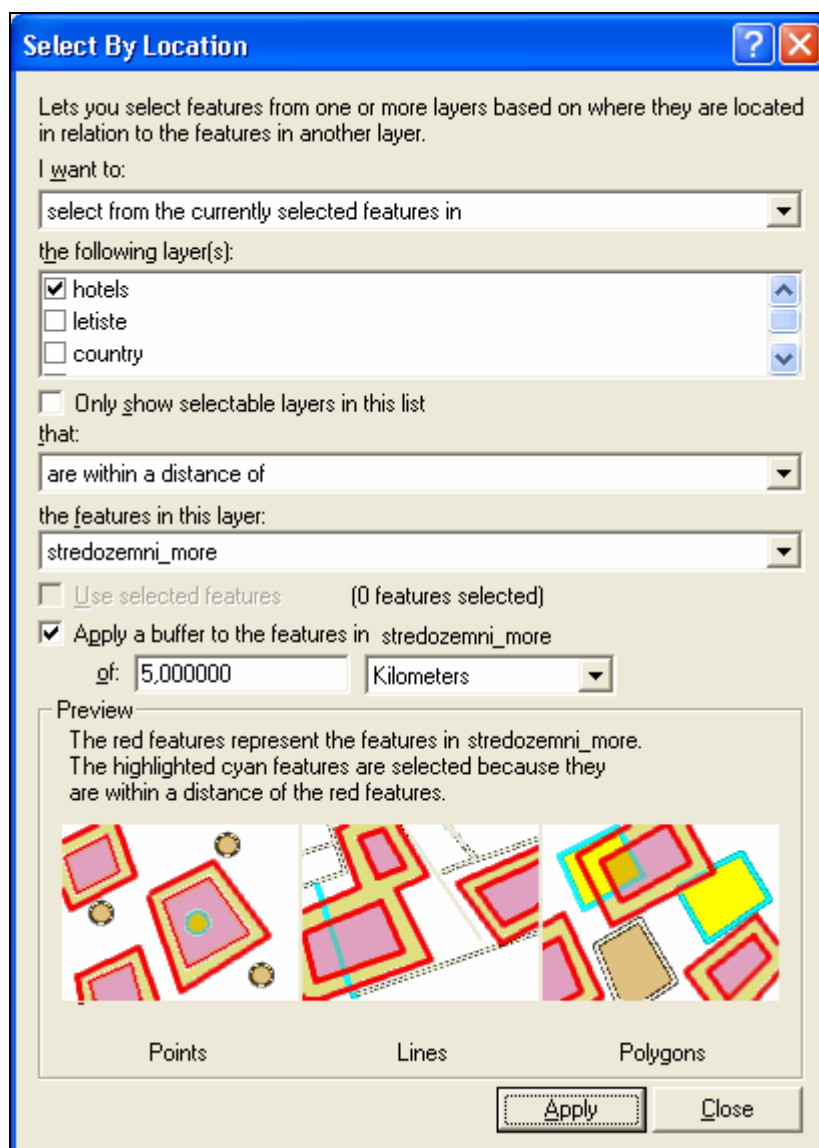 Select By Location
Lets you select features from one or more layers based on where they are located
in relation to the features in another layer.
I want to:
select from the currently selected features in
the following layer(s):
hotels
letiste
country
Only show selectable layers in this list
that:
are within a distance of
the features in this layer:
stredozemni_more
Use selected features (0 features selected)
Apply a buffer to the features in stredozemni_more
of: 5,000000 Kilometers
Preview
The red features represent the features in stredozemni_more.
The highlighted cyan features are selected because they
are within a distance of the red features.
Points Lines Polygons
Apply Close